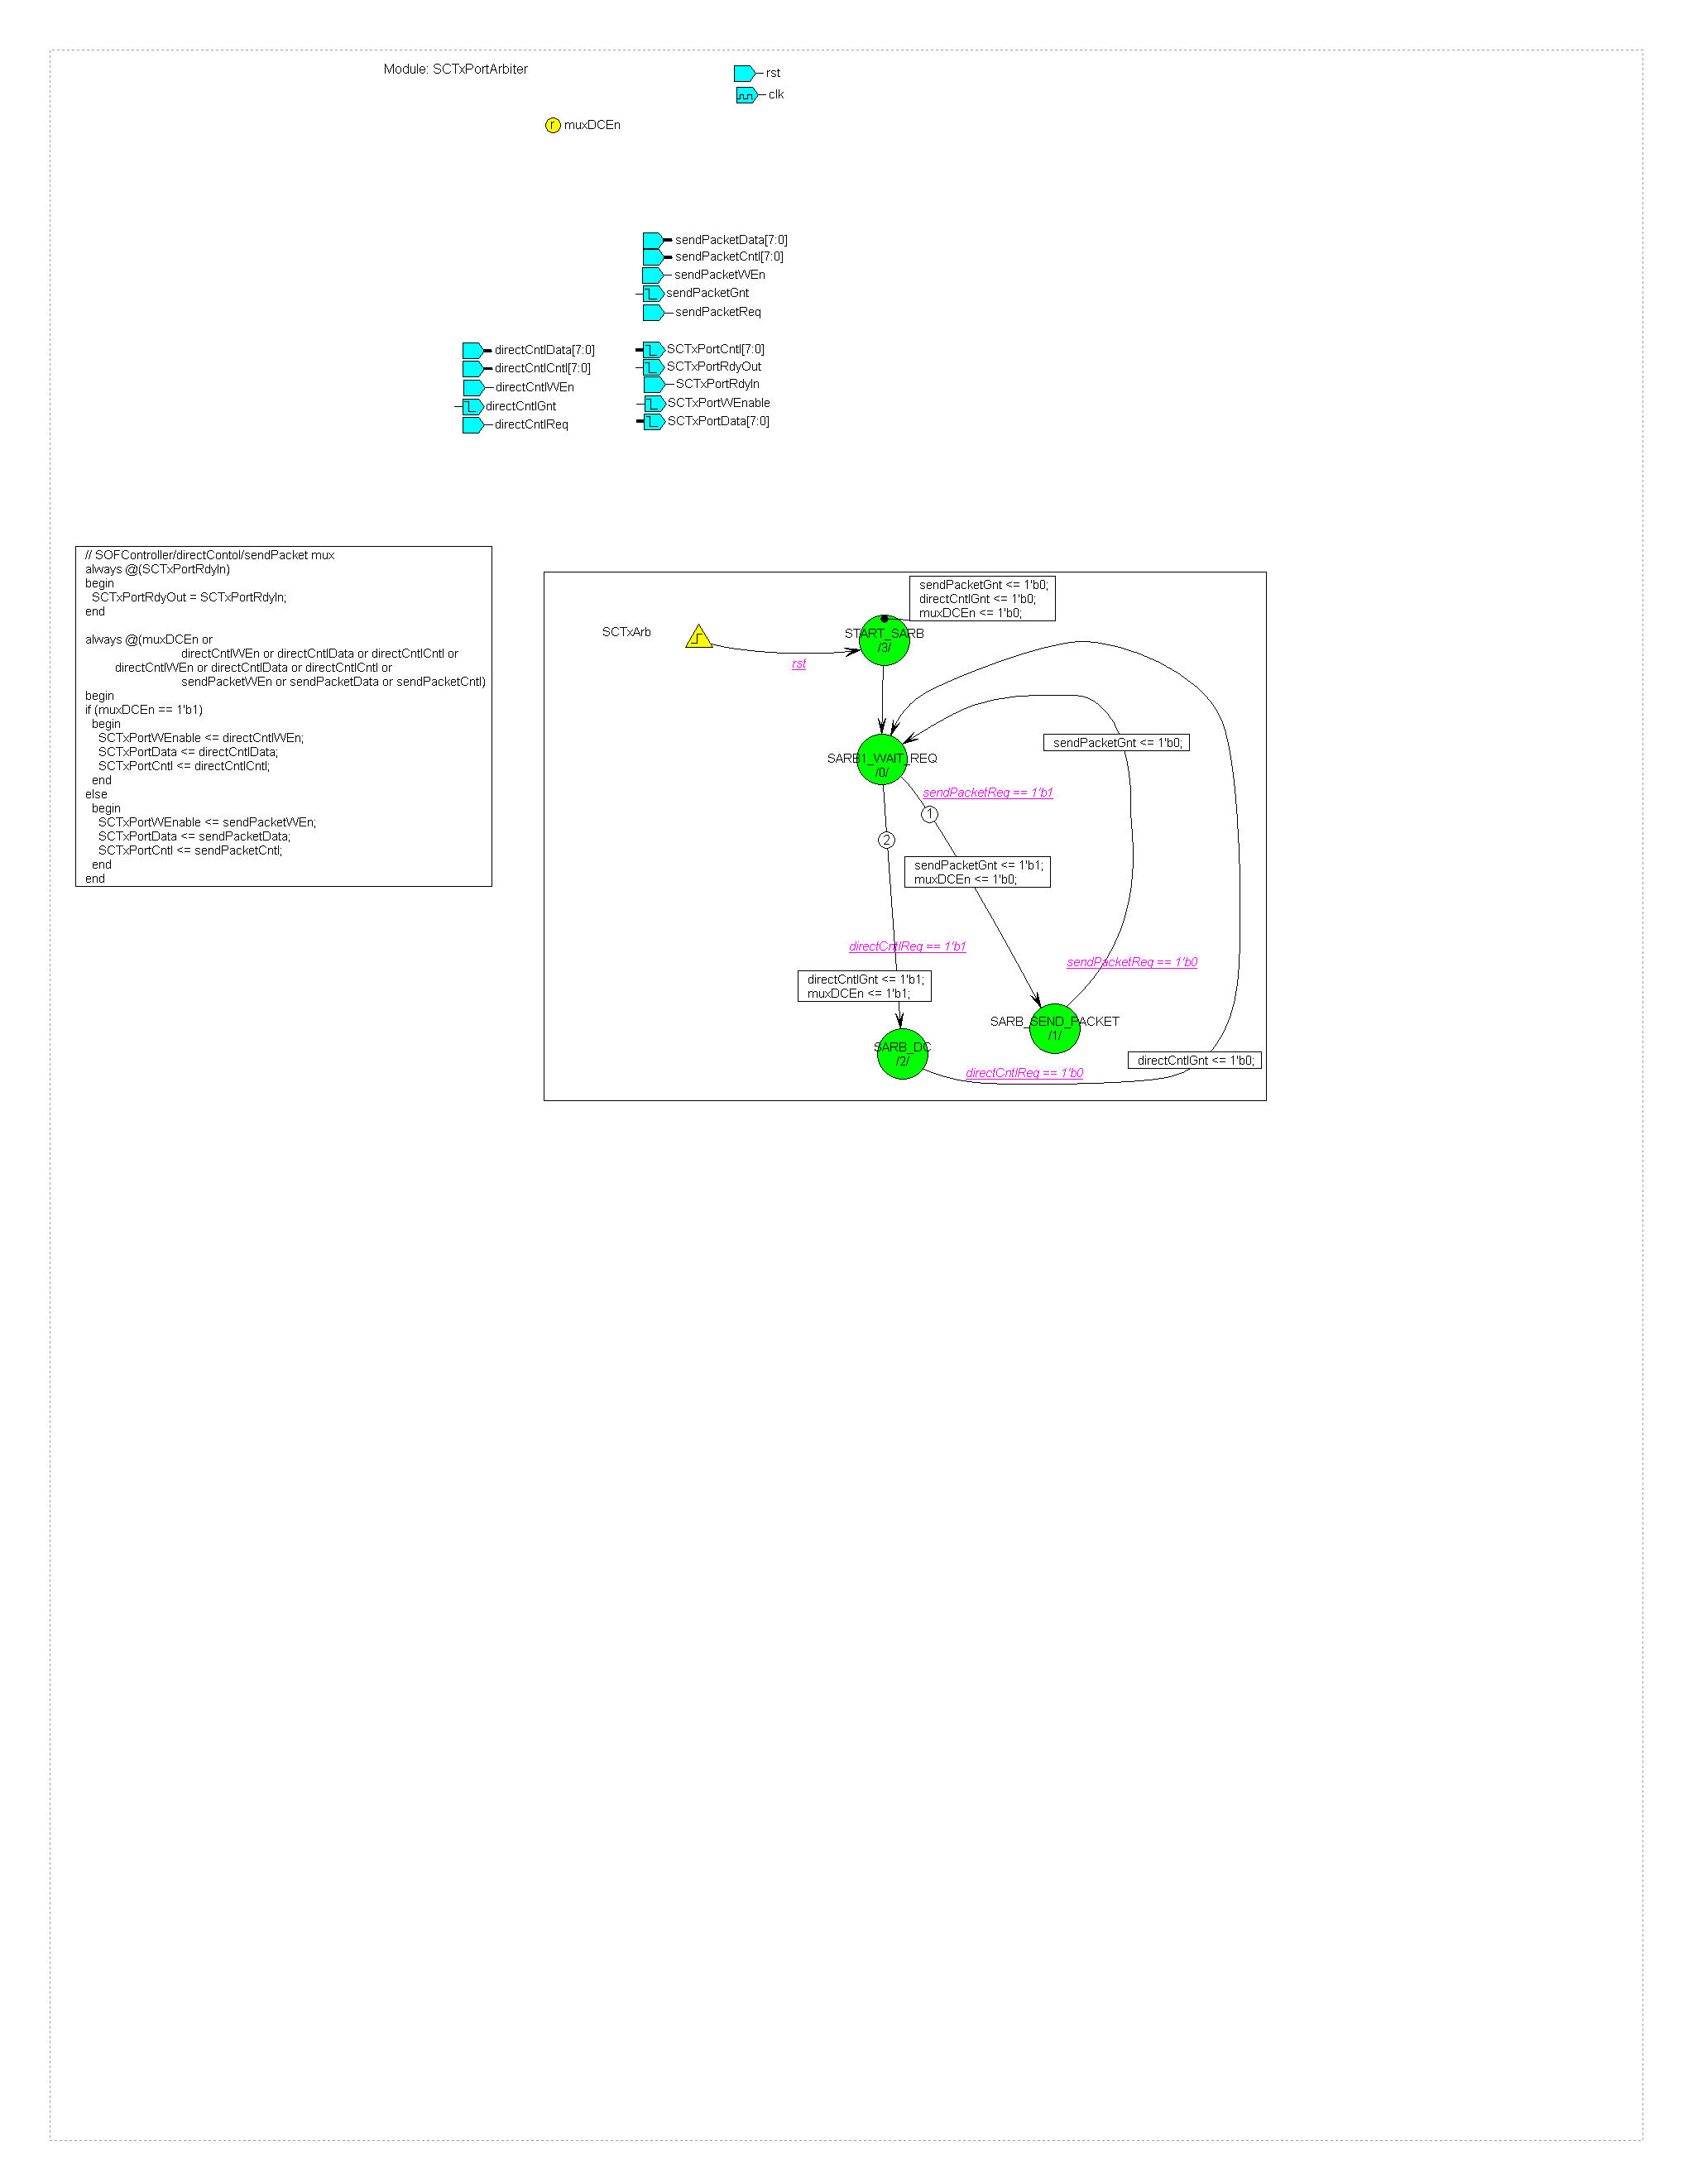 Module: SCTxPortArbiter
rst
clk
r muxDCEn
sendPacketData[7:0]
sendPacketCntl[7:0]
sendPacketWEn
sendPacketGnt
sendPacketReq
directCntlData[7:0]
directCntlCntl[7:0]
directCntlWEn
directCntlGnt
directCntlReq
SCTxPortCntl[7:0]
SCTxPortRdyOut
SCTxPortRdyIn
SCTxPortWEnable
SCTxPortData[7:0]
// SOFController/directContol/sendPacket mux
always @(SCTxPortRdyIn)
begin
SCTxPortRdyOut = SCTxPortRdyIn;
end
always @(muxDCEn or
directCntlWEn or directCntlData or directCntlCntl or
directCntlWEn or directCntlData or directCntlCntl or
sendPacketWEn or sendPacketData or sendPacketCntl)
begin
if (muxDCEn == 1'b1)
begin
SCTxPortWEnable <= directCntlWEn;
SCTxPortData <= directCntlData;
SCTxPortCntl <= directCntlCntl;
end
else
begin
SCTxPortWEnable <= sendPacketWEn;
SCTxPortData <= sendPacketData;
SCTxPortCntl <= sendPacketCntl;
end
end
sendPacketGnt <= 1'b0;
directCntlGnt <= 1'b0;
muxDCEn <= 1'b0;
SCTxArb
rst
START_SARB
/3/
SARB1_WAIT_REQ
/0/
sendPacketGnt <= 1'b0;
sendPacketReq == 1'b1
1
2
sendPacketGnt <= 1'b1;
muxDCEn <= 1'b0;
directCntlReq == 1'b1
sendPacketReq == 1'b0
directCntlGnt <= 1'b1;
muxDCEn <= 1'b1;
SARB_SEND_PACKET
/1/
SARB_DC
/2/
directCntlGnt <= 1'b0;
directCntlReq == 1'b0